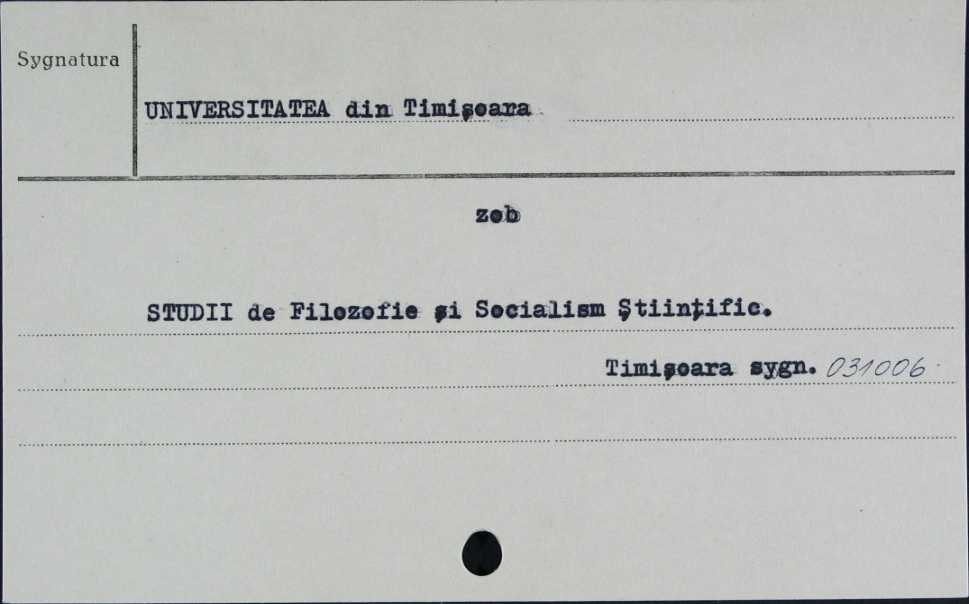 Sygnatura
UNIVERSITATEA din Timişoara
zob
STUDII de Filozofie şi Socialism Ştiinţific.
Timişoara sygn. 031006